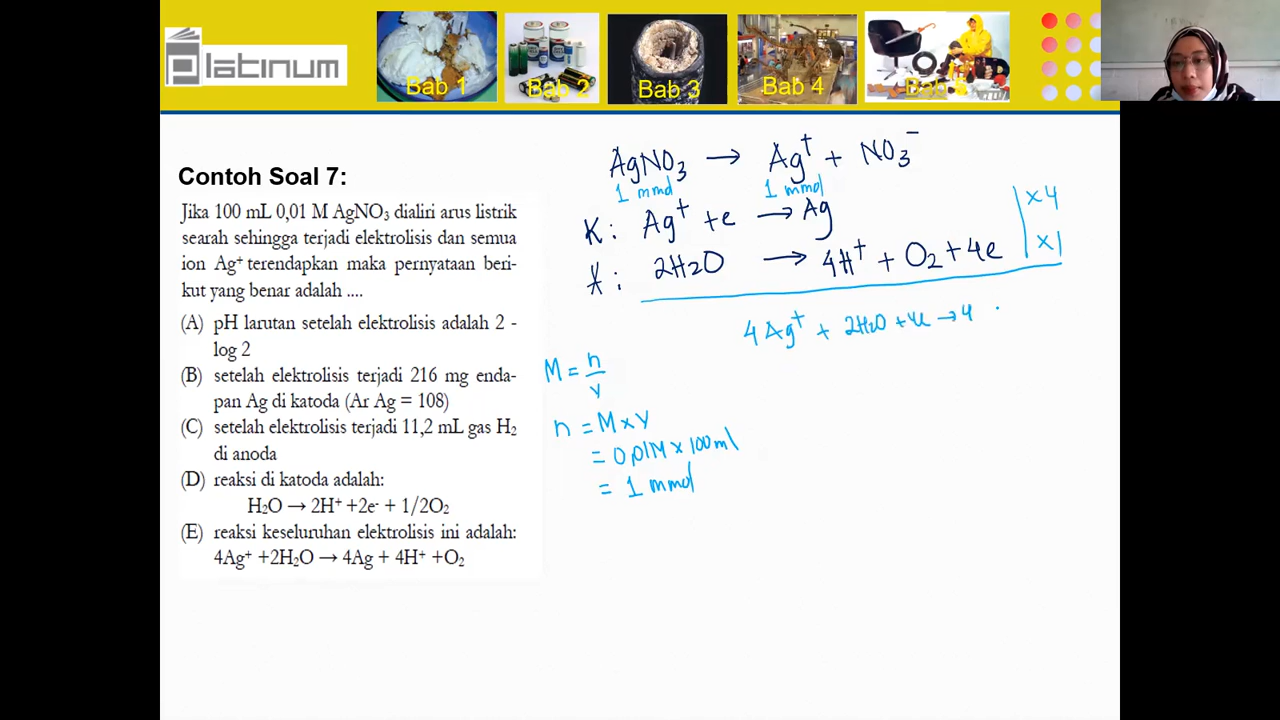 Platinum
Bab 1
Bab 2
Bab 3
Bab 4
Bab
Contoh Soal 7:
Jika 100 mL 0,01 M AgNO₃ dialiri arus listrik
searah sehingga terjadi elektrolisis dan semua
ion Ag⁺ terendapkan maka pernyataan beri-
kut yang benar adalah ....
(A) pH larutan setelah elektrolisis adalah 2 -
log 2
(B) setelah elektrolisis terjadi 216 mg enda-
pan Ag di katoda (Ar Ag = 108)
(C) setelah elektrolisis terjadi 11,2 mL gas H₂
di anoda
(D) reaksi di katoda adalah:
H₂O → 2H⁺ +2e⁻ + 1/2O₂
(E) reaksi keseluruhan elektrolisis ini adalah:
4Ag⁺ +2H₂O → 4Ag + 4H⁺ +O₂
AgNO₃ → Ag⁺ + NO₃⁻
1 mmol 1 mmol
K: Ag⁺ +e → Ag |x4
A: 2H₂O → 4H⁺ + O₂ + 4e |x1
4 Ag⁺ + 2H₂O +4e → 4
M = n
V
n = M x V
= 0,01M x 100ml
= 1 mmol